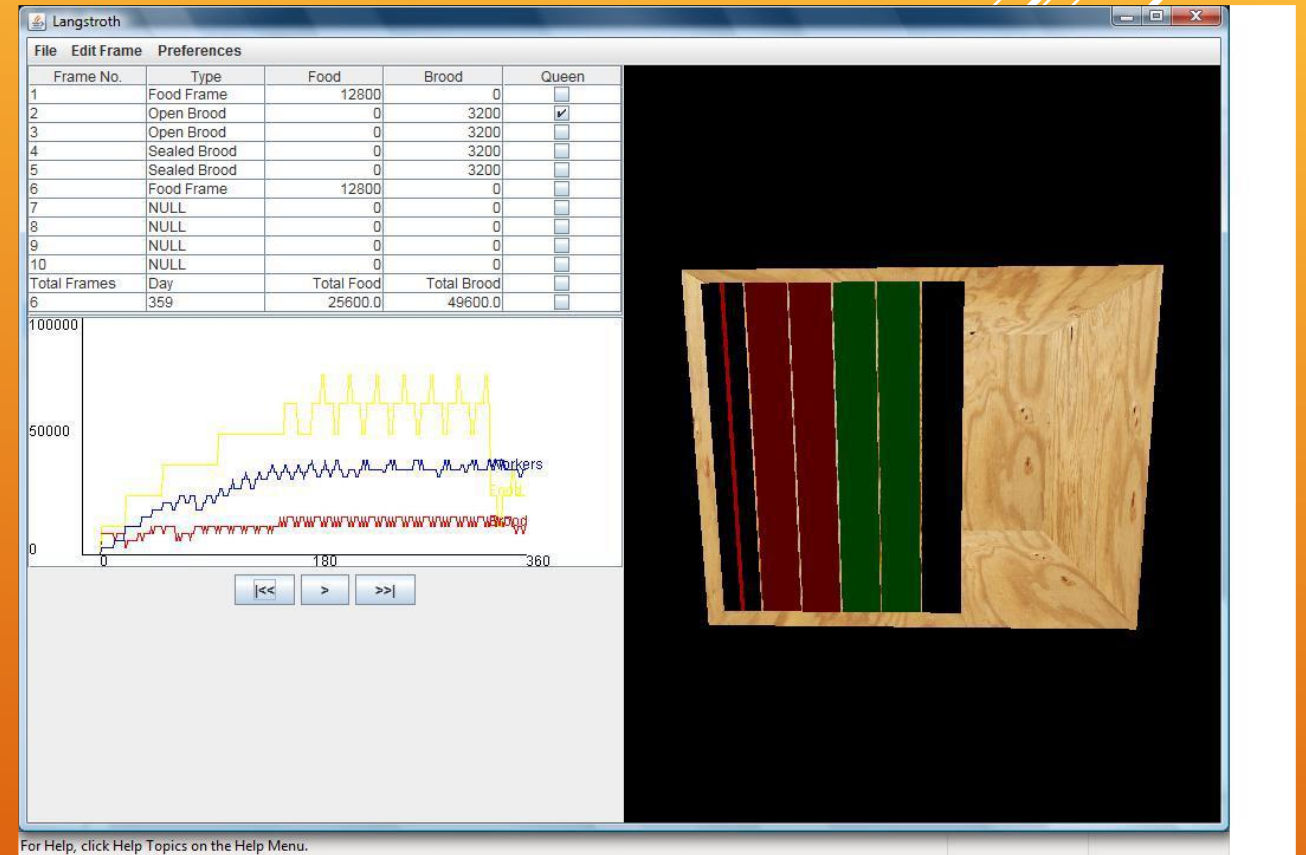 Langstroth
File Edit Frame Preferences
Frame No. Type Food Brood Queen
1 Food Frame 12800 0
2 Open Brood 0 3200
3 Open Brood 0 3200
4 Sealed Brood 0 3200
5 Sealed Brood 0 3200
6 Food Frame 12800 0
7 NULL 0 0
8 NULL 0 0
9 NULL 0 0
10 NULL 0 0
Total Frames Day Total Food Total Brood
6 359 25600.0 49600.0
100000
50000
Workers
Food
Brood
0
0 180 360
|<< > >>|
For Help, click Help Topics on the Help Menu.